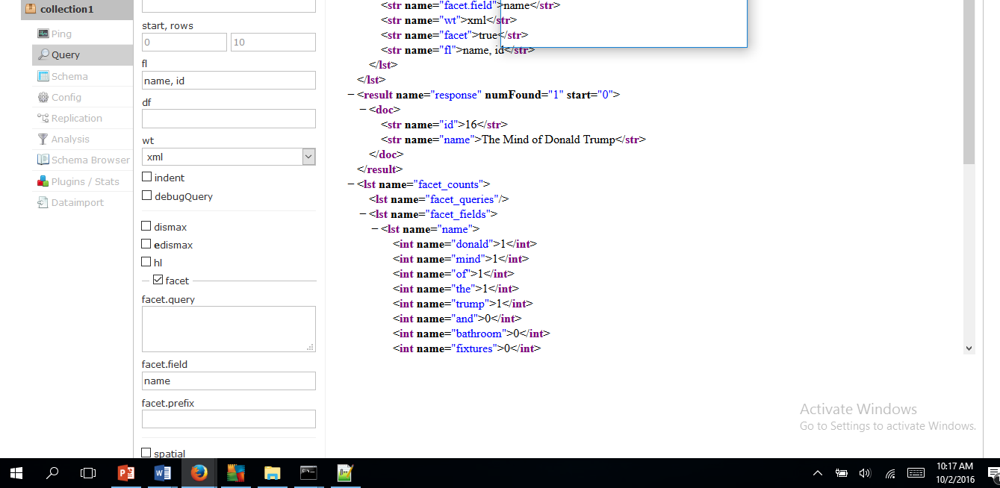 collection1
Ping
Query
Schema
Config
Replication
Analysis
Schema Browser
Plugins / Stats
Dataimport
start, rows
0
10
fl
name, id
df
wt
xml
indent
debugQuery
dismax
edismax
hl
facet
facet.query
facet.field
name
facet.prefix
spatial
<str name="facet.field">name</str>
<str name="wt">xml</str>
<str name="facet">true</str>
<str name="fl">name, id</str>
</lst>
</lst>
−<result name="response" numFound="1" start="0">
−<doc>
<str name="id">16</str>
<str name="name">The Mind of Donald Trump</str>
</doc>
</result>
−<lst name="facet_counts">
<lst name="facet_queries"/>
−<lst name="facet_fields">
−<lst name="name">
<int name="donald">1</int>
<int name="mind">1</int>
<int name="of">1</int>
<int name="the">1</int>
<int name="trump">1</int>
<int name="and">0</int>
<int name="bathroom">0</int>
<int name="fixtures">0</int>
Activate Windows
Go to Settings to activate Windows.
10:17 AM
10/2/2016